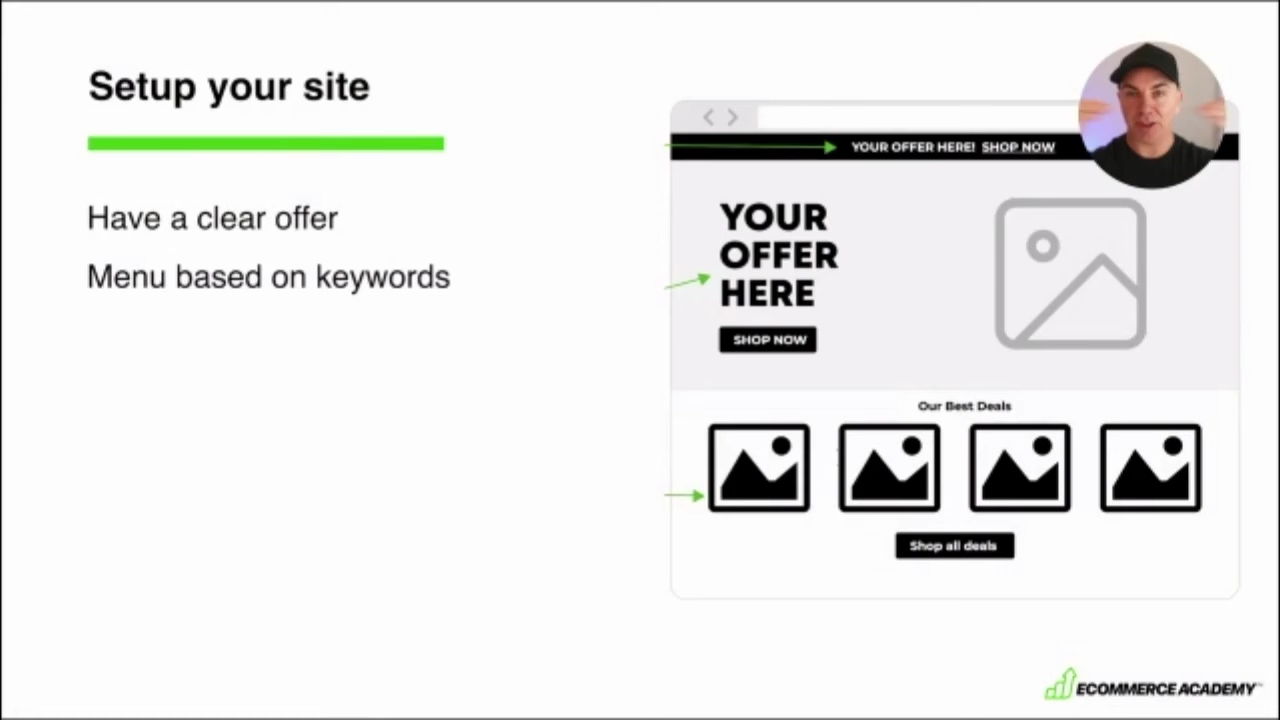 Setup your site
Have a clear offer
Menu based on keywords
YOUR OFFER HERE! SHOP NOW
YOUR
OFFER
HERE
SHOP NOW
Our Best Deals
Shop all deals
ECOMMERCE ACADEMY™